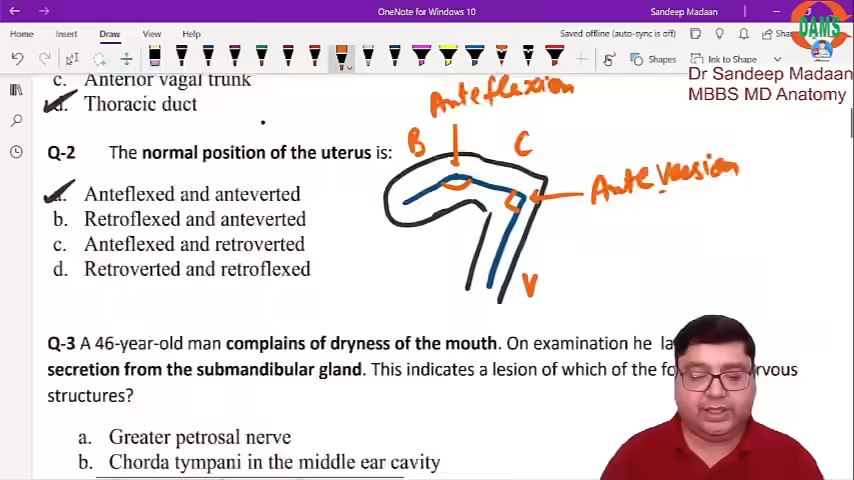 OneNote for Windows 10
Sandeep Madaan
DAMS
Home Insert Draw View Help
Saved offline (auto-sync is off)
Shapes
Ink to Shape
Dr Sandeep Madaan
MBBS MD Anatomy
c. Anterior vagal trunk
d. Thoracic duct
Anteflexion
B C
Q-2 The normal position of the uterus is:
Anteversion
a. Anteflexed and anteverted
b. Retroflexed and anteverted
c. Anteflexed and retroverted
d. Retroverted and retroflexed
V
Q-3 A 46-year-old man complains of dryness of the mouth. On examination he
secretion from the submandibular gland. This indicates a lesion of which of the
structures?
a. Greater petrosal nerve
b. Chorda tympani in the middle ear cavity